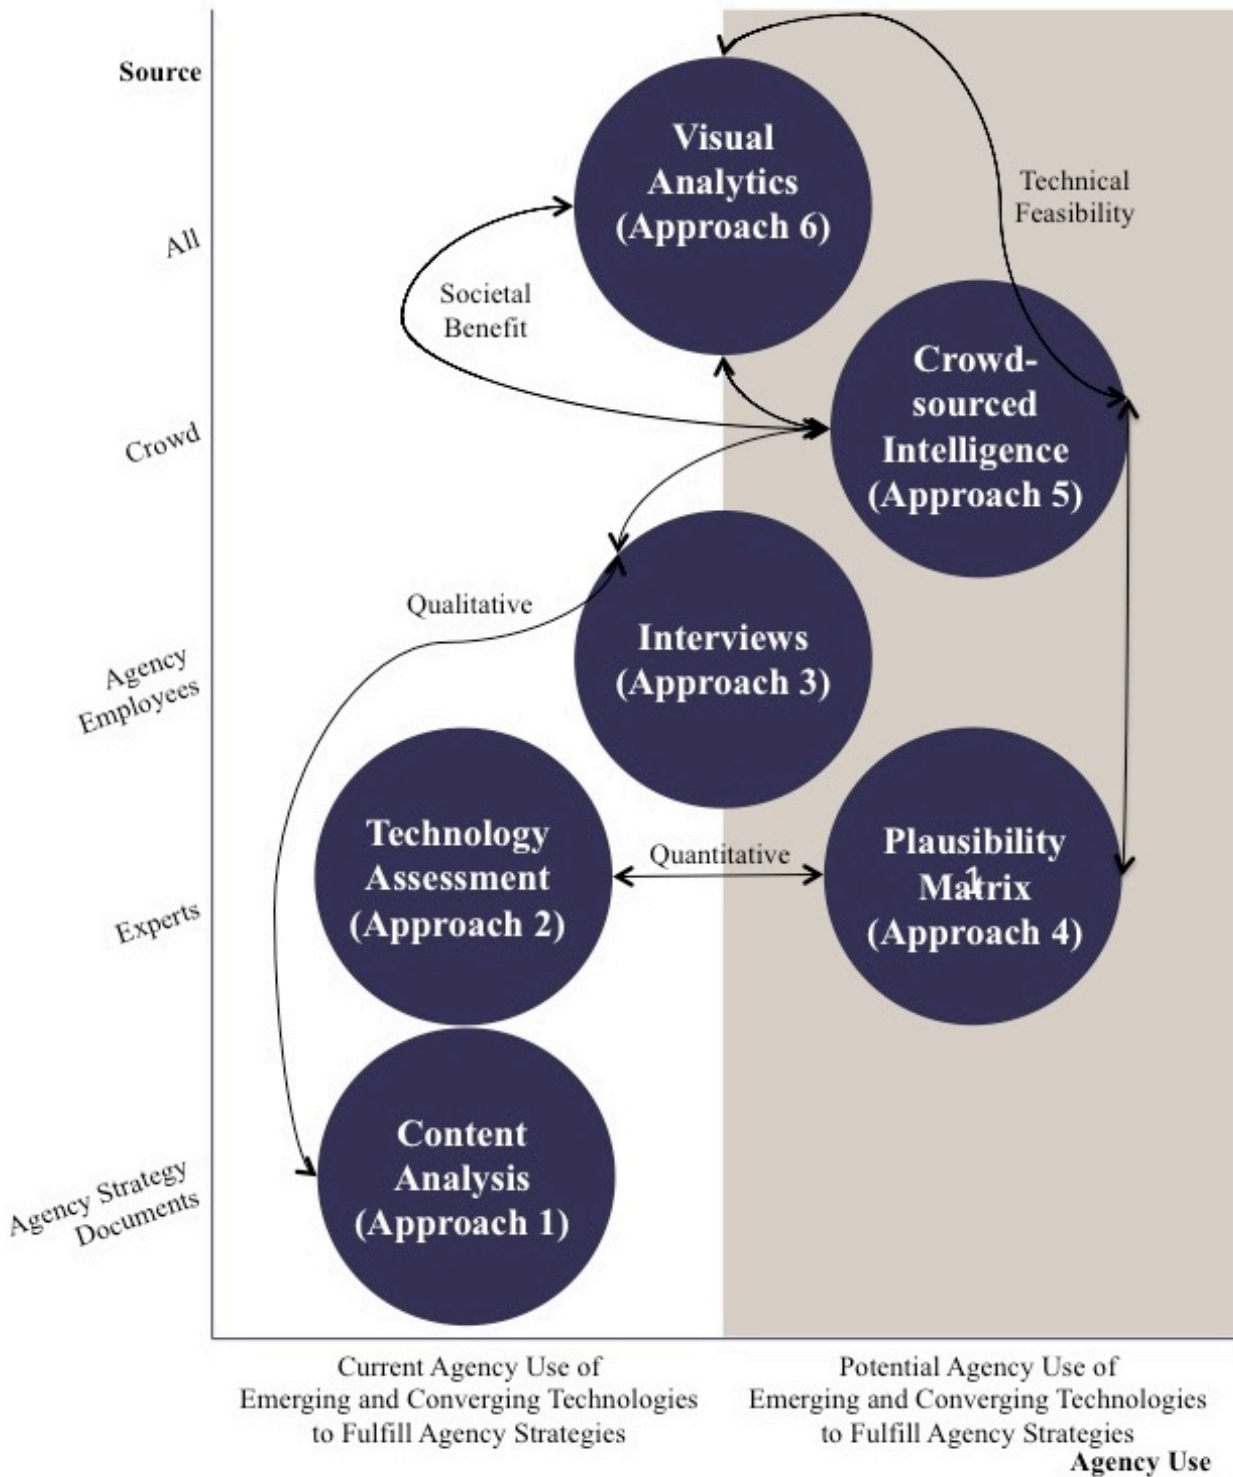 Source
All
Crowd
Agency
Employees
Experts
Agency Strategy
Documents
Visual
Analytics
(Approach 6)
Technical
Feasibility
Societal
Benefit
Crowd-
sourced
Intelligence
(Approach 5)
Qualitative
Interviews
(Approach 3)
Technology
Assessment
(Approach 2)
Quantitative
Plausibility
1
Matrix
(Approach 4)
Content
Analysis
(Approach 1)
Current Agency Use of
Emerging and Converging Technologies
to Fulfill Agency Strategies
Potential Agency Use of
Emerging and Converging Technologies
to Fulfill Agency Strategies
Agency Use